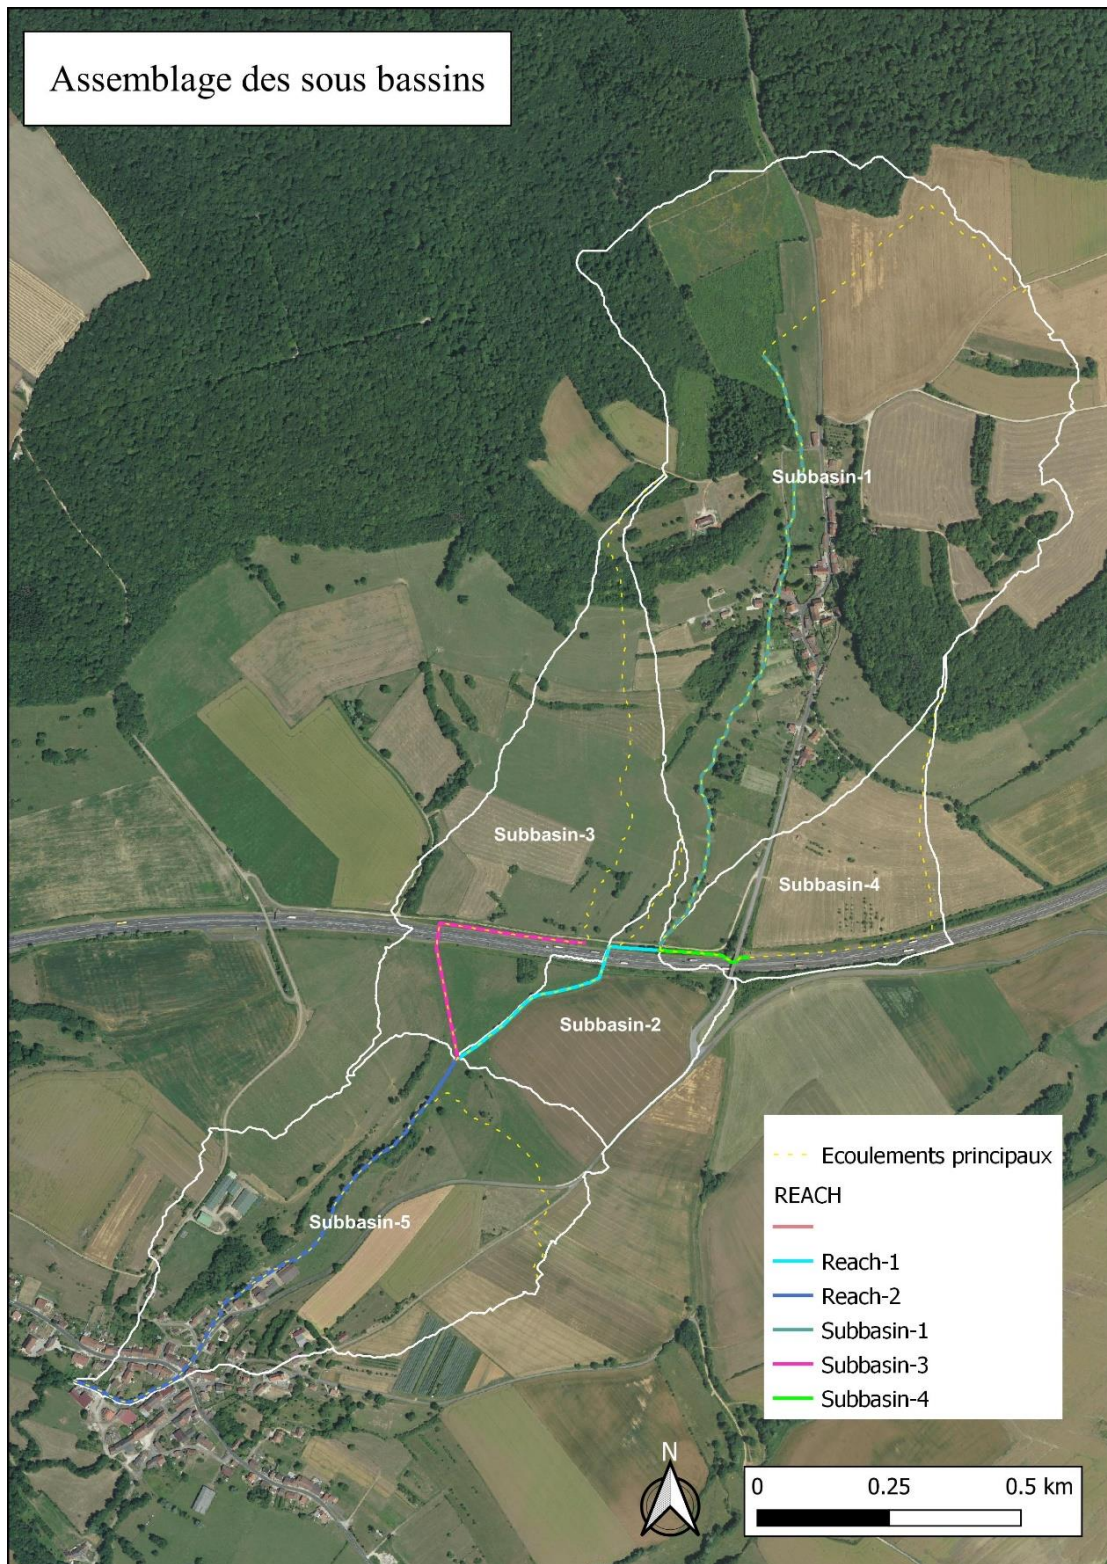 Assemblage des sous bassins
Subbasin-1
Subbasin-3
Subbasin-4
Subbasin-2
Subbasin-5
Ecoulements principaux
REACH
Reach-1
Reach-2
Subbasin-1
Subbasin-3
Subbasin-4
N
0 0.25 0.5 km